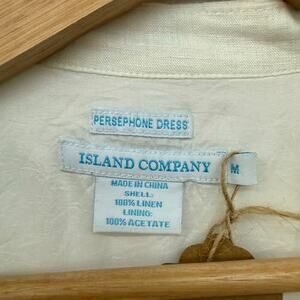 PERSEPHONE DRESS
ISLAND COMPANY
M
MADE IN CHINA
SHELL:
100% LINEN
LINING:
100% ACETATE